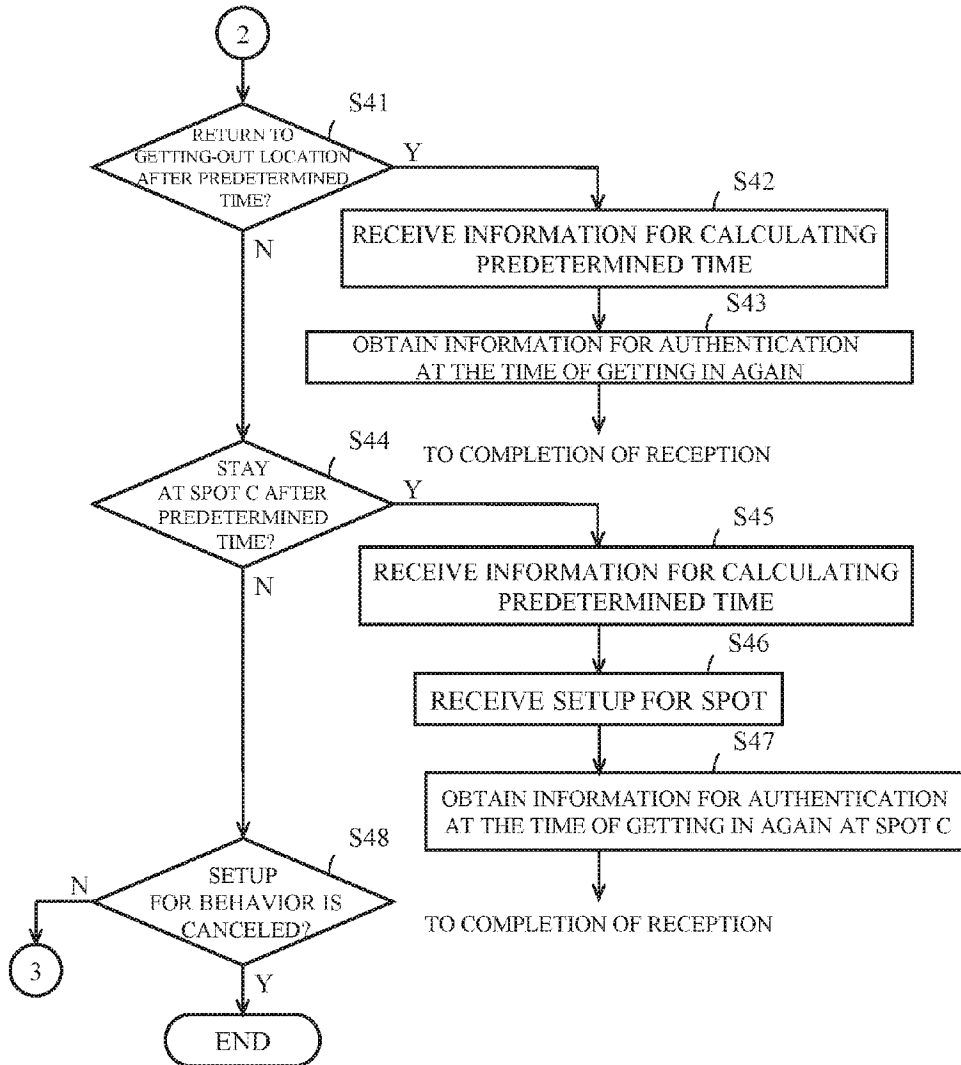 2
S41
RETURN TO
GETTING-OUT LOCATION
AFTER PREDETERMINED
TIME?
Y
N
S42
RECEIVE INFORMATION FOR CALCULATING
PREDETERMINED TIME
S43
OBTAIN INFORMATION FOR AUTHENTICATION
AT THE TIME OF GETTING IN AGAIN
TO COMPLETION OF RECEPTION
S44
STAY
AT SPOT C AFTER
PREDETERMINED
TIME?
Y
N
S45
RECEIVE INFORMATION FOR CALCULATING
PREDETERMINED TIME
S46
RECEIVE SETUP FOR SPOT
S47
OBTAIN INFORMATION FOR AUTHENTICATION
AT THE TIME OF GETTING IN AGAIN AT SPOT C
TO COMPLETION OF RECEPTION
S48
SETUP
FOR BEHAVIOR IS
CANCELED?
N
3
Y
END